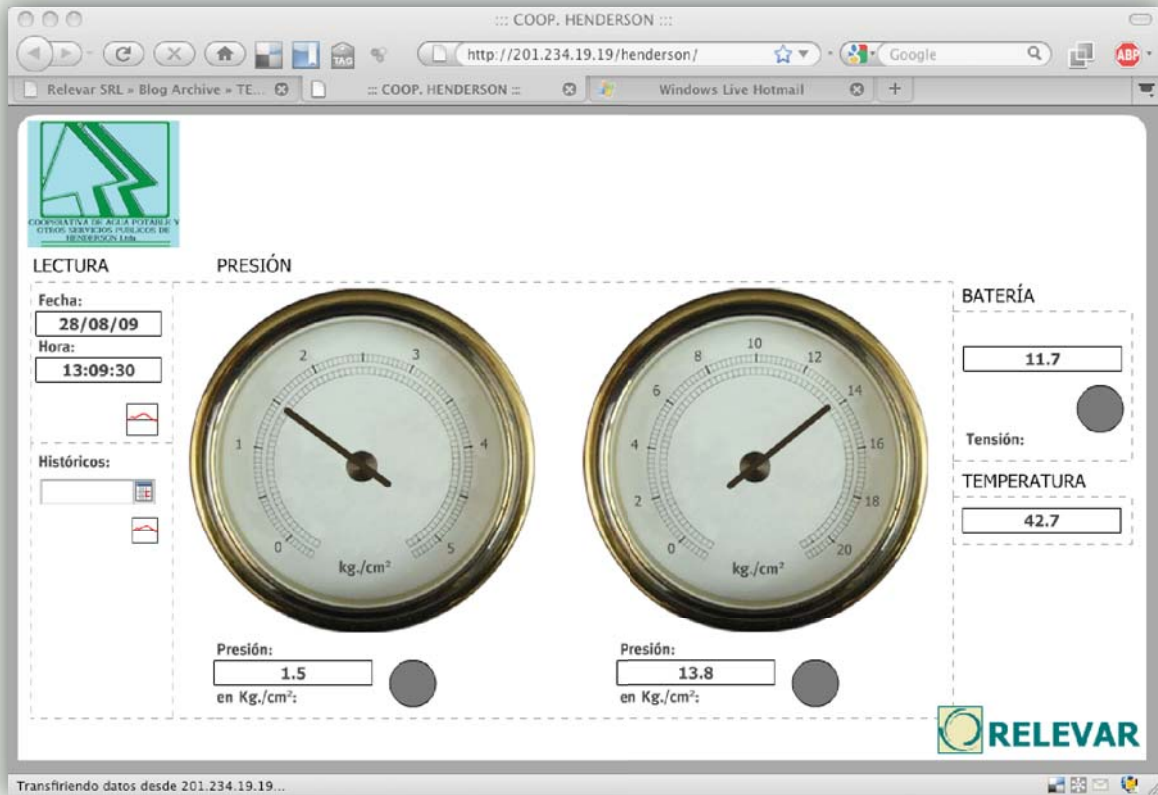 ::: COOP. HENDERSON :::
TAG
http://201.234.19.19/henderson/
Google
ABP
Relevar SRL » Blog Archive » TE...
::: COOP. HENDERSON :::
Windows Live Hotmail
+
COOPERATIVA DE AGUA POTABLE Y
OTROS SERVICIOS PUBLICOS DE
HENDERSON Ltda.
LECTURA
PRESIÓN
Fecha:
28/08/09
Hora:
13:09:30
Históricos:
0
1
2
3
4
5
kg./cm²
Presión:
1.5
en Kg./cm²:
0
2
4
6
8
10
12
14
16
18
20
kg./cm²
Presión:
13.8
en Kg./cm²:
BATERÍA
11.7
Tensión:
TEMPERATURA
42.7
RELEVAR
Transfiriendo datos desde 201.234.19.19...